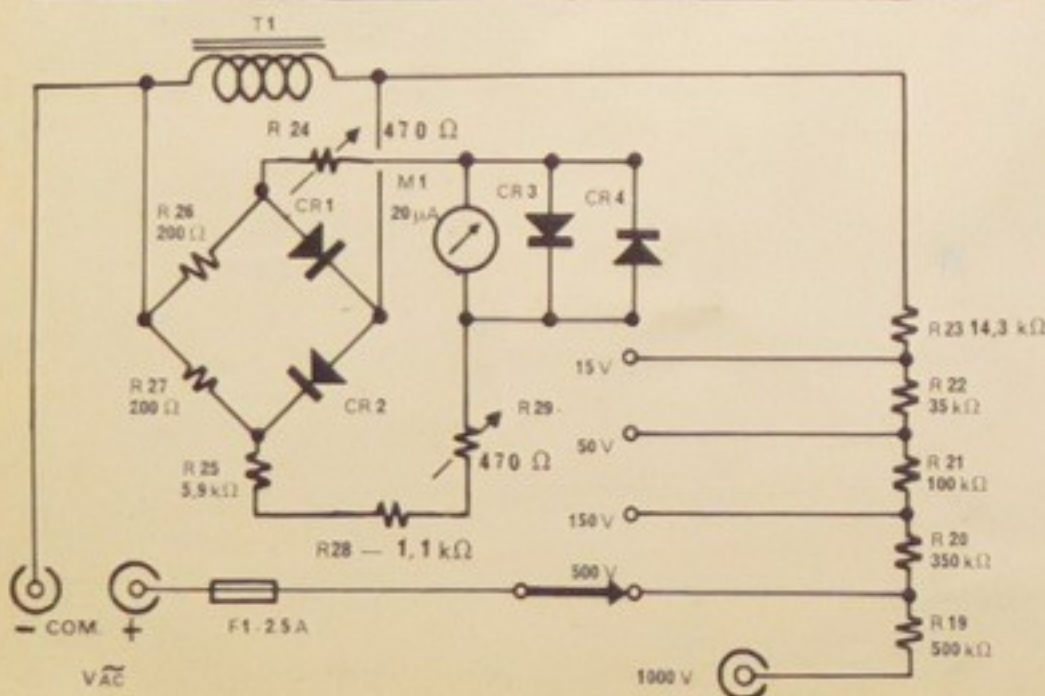 T1
R 24
470 Ω
M 1
20 μA
CR 3
CR 4
CR1
R 26
200 Ω
R 23 14,3 kΩ
15 V
R 22
35 kΩ
R 27
200 Ω
CR 2
R 29
50 V
470 Ω
R 21
100 kΩ
R 25
5,9 kΩ
150 V
R28 — 1,1 kΩ
R 20
350 kΩ
500 V
− COM. +
F1 - 2.5 A
R 19
500 kΩ
V AC
1000 V